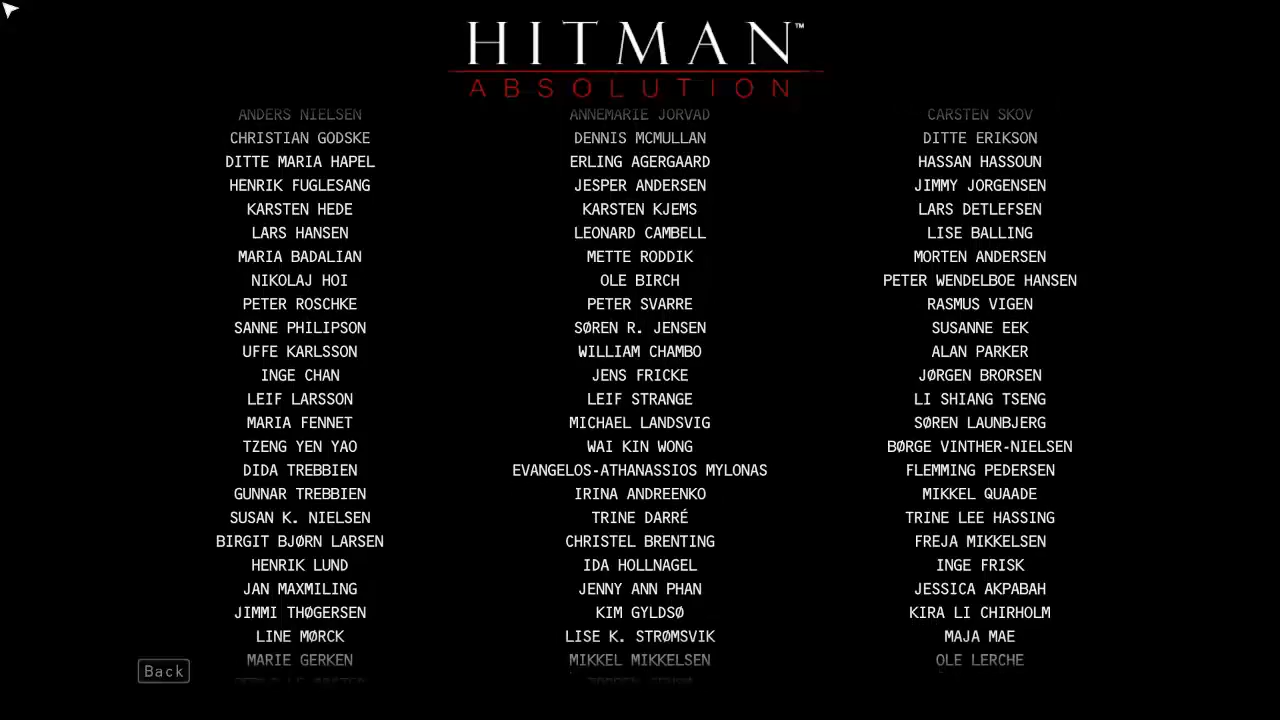 HITMAN™
ABSOLUTION
ANDERS NIELSEN ANNEMARIE JORVAD CARSTEN SKOV
CHRISTIAN GODSKE DENNIS MCMULLAN DITTE ERIKSON
DITTE MARIA HAPEL ERLING AGERGAARD HASSAN HASSOUN
HENRIK FUGLESANG JESPER ANDERSEN JIMMY JORGENSEN
KARSTEN HEDE KARSTEN KJEMS LARS DETLEFSEN
LARS HANSEN LEONARD CAMBELL LISE BALLING
MARIA BADALIAN METTE RODDIK MORTEN ANDERSEN
NIKOLAJ HOI OLE BIRCH PETER WENDELBOE HANSEN
PETER ROSCHKE PETER SVARRE RASMUS VIGEN
SANNE PHILIPSON SØREN R. JENSEN SUSANNE EEK
UFFE KARLSSON WILLIAM CHAMBO ALAN PARKER
INGE CHAN JENS FRICKE JØRGEN BRORSEN
LEIF LARSSON LEIF STRANGE LI SHIANG TSENG
MARIA FENNET MICHAEL LANDSVIG SØREN LAUNBJERG
TZENG YEN YAO WAI KIN WONG BØRGE VINTHER-NIELSEN
DIDA TREBBIEN EVANGELOS-ATHANASSIOS MYLONAS FLEMMING PEDERSEN
GUNNAR TREBBIEN IRINA ANDREENKO MIKKEL QUAADE
SUSAN K. NIELSEN TRINE DARRÉ TRINE LEE HASSING
BIRGIT BJØRN LARSEN CHRISTEL BRENTING FREJA MIKKELSEN
HENRIK LUND IDA HOLLNAGEL INGE FRISK
JAN MAXMILING JENNY ANN PHAN JESSICA AKPABAH
JIMMI THØGERSEN KIM GYLDSØ KIRA LI CHIRHOLM
LINE MØRCK LISE K. STRØMSVIK MAJA MAE
MARIE GERKEN MIKKEL MIKKELSEN OLE LERCHE
Back